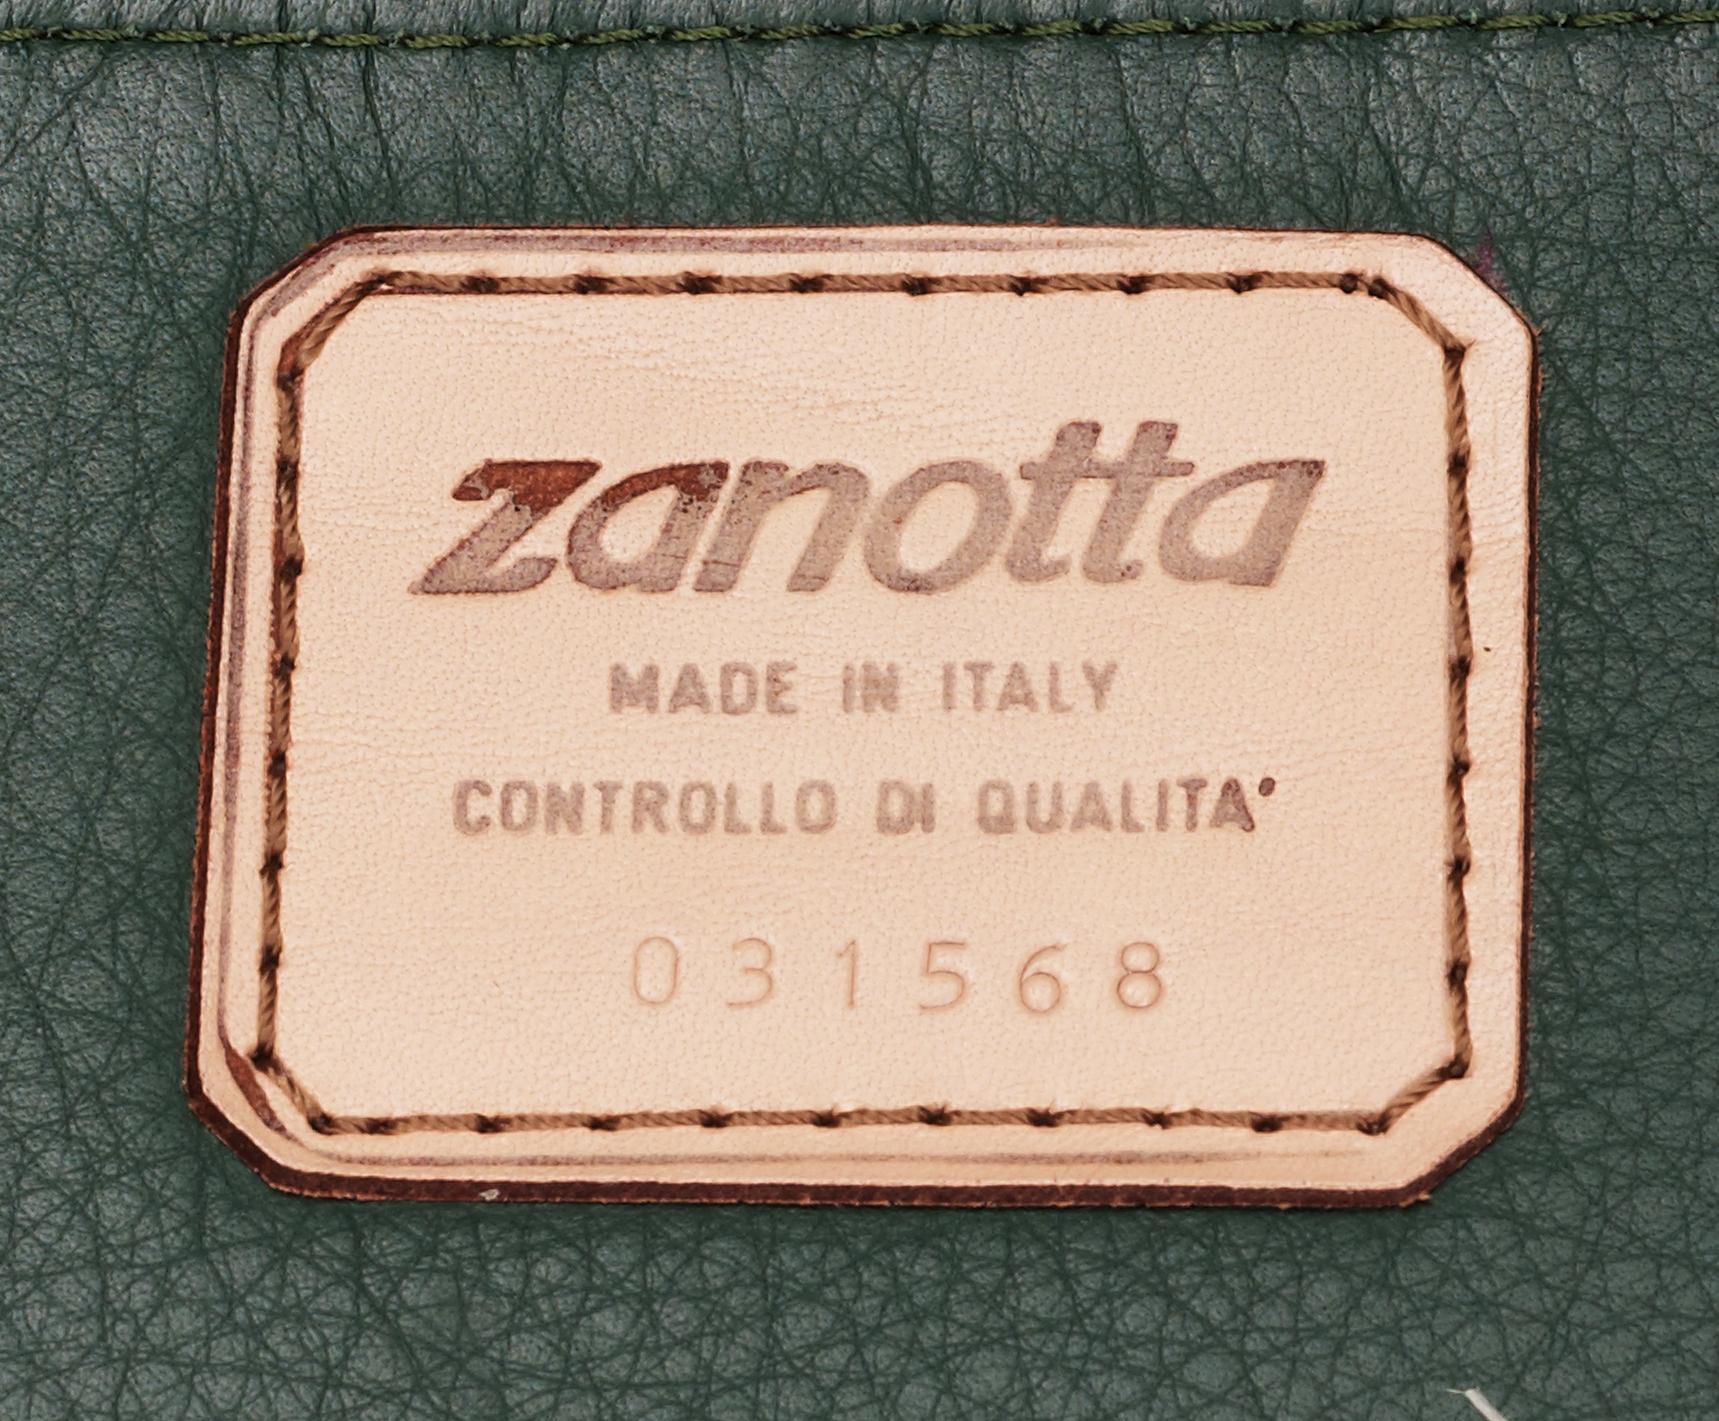 zanotta
MADE IN ITALY
CONTROLLO DI QUALITA'
031568